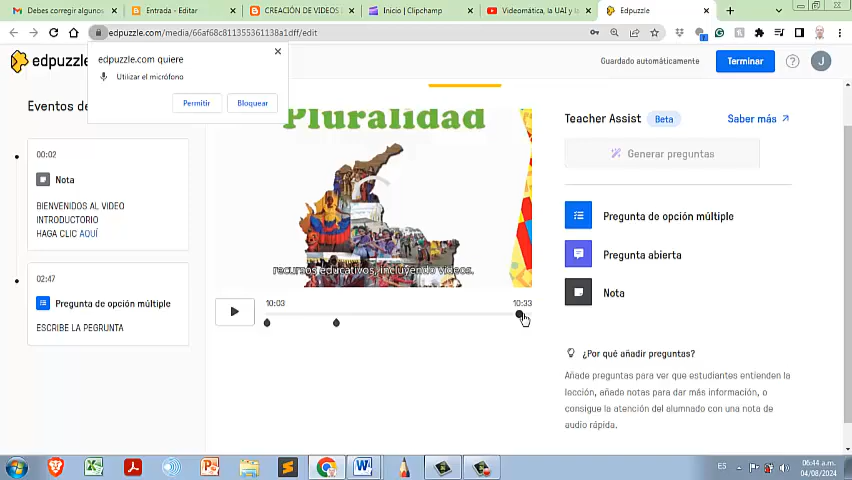 Debes corregir algunos
Entrada - Editar
CREACIÓN DE VIDEOS
Inicio | Clipchamp
Videomática, la UAI y l
Edpuzzle
edpuzzle.com/media/66af68c811355361138a1dff/edit
edpuzzle.com quiere
Utilizar el micrófono
Permitir
Bloquear
edpuzzle
Guardado automáticamente
Terminar
J
Eventos de
00:02
Nota
BIENVENIDOS AL VIDEO
INTRODUCTORIO
HAGA CLIC AQUÍ
02:47
Pregunta de opción múltiple
ESCRIBE LA PEGRUNTA
Pluralidad
recursos educativos, incluyendo videos.
10:03
10:33
Teacher Assist
Beta
Saber más
Generar preguntas
Pregunta de opción múltiple
Pregunta abierta
Nota
¿Por qué añadir preguntas?
Añade preguntas para ver que estudiantes entienden la
lección, añade notas para dar más información, o
consigue la atención del alumnado con una nota de
audio rápida.
ES
06:44 a.m.
04/08/2024